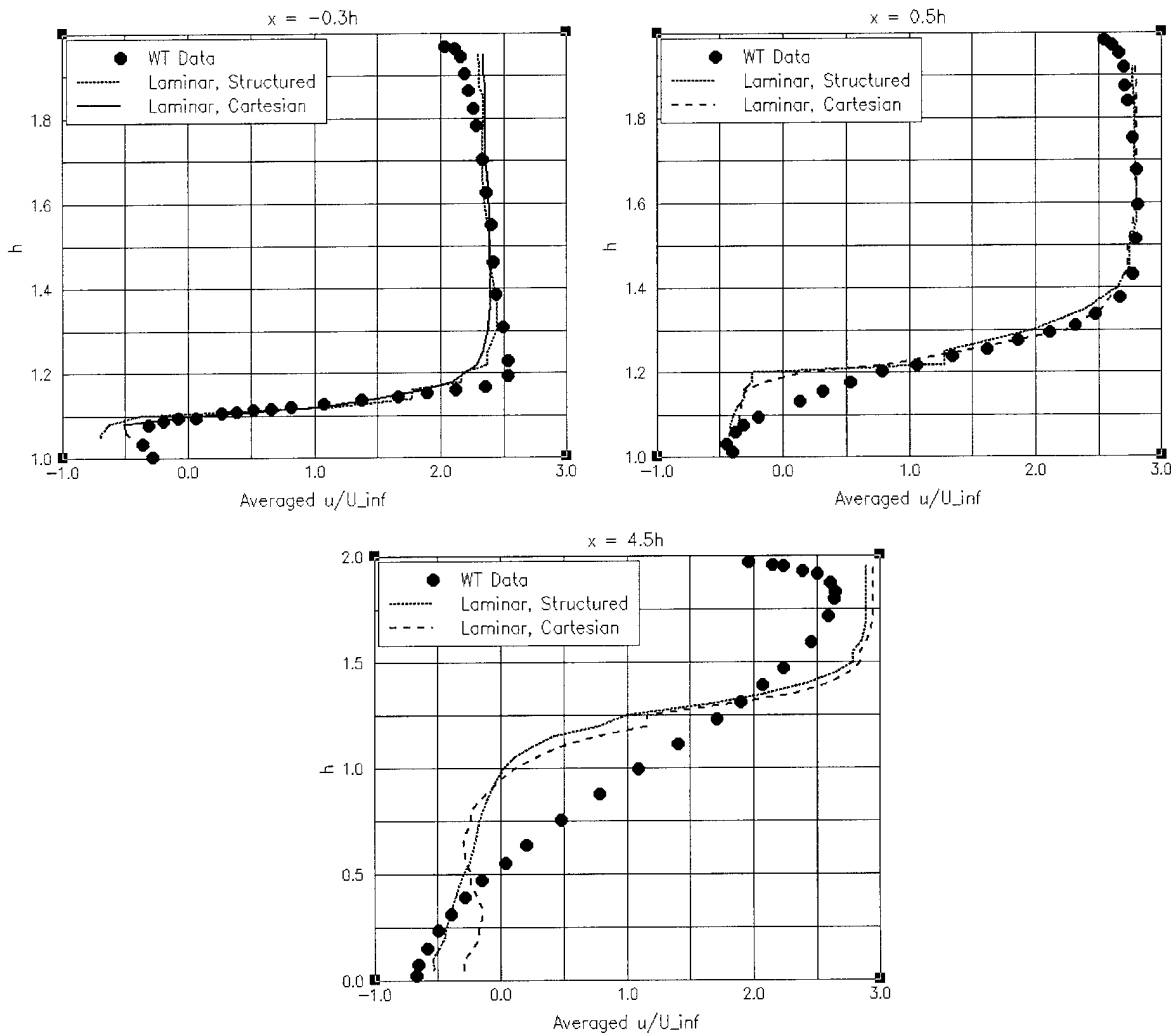 x = -0.3h
WT Data
Laminar, Structured
Laminar, Cartesian
1.8
1.6
1.4
1.2
1.0
h
-1.0 0.0 1.0 2.0 3.0
Averaged u/U_inf
x = 0.5h
WT Data
Laminar, Structured
Laminar, Cartesian
1.8
1.6
1.4
1.2
1.0
h
-1.0 0.0 1.0 2.0 3.0
Averaged u/U_inf
x = 4.5h
WT Data
Laminar, Structured
Laminar, Cartesian
2.0
1.5
1.0
0.5
0.0
h
-1.0 0.0 1.0 2.0 3.0
Averaged u/U_inf